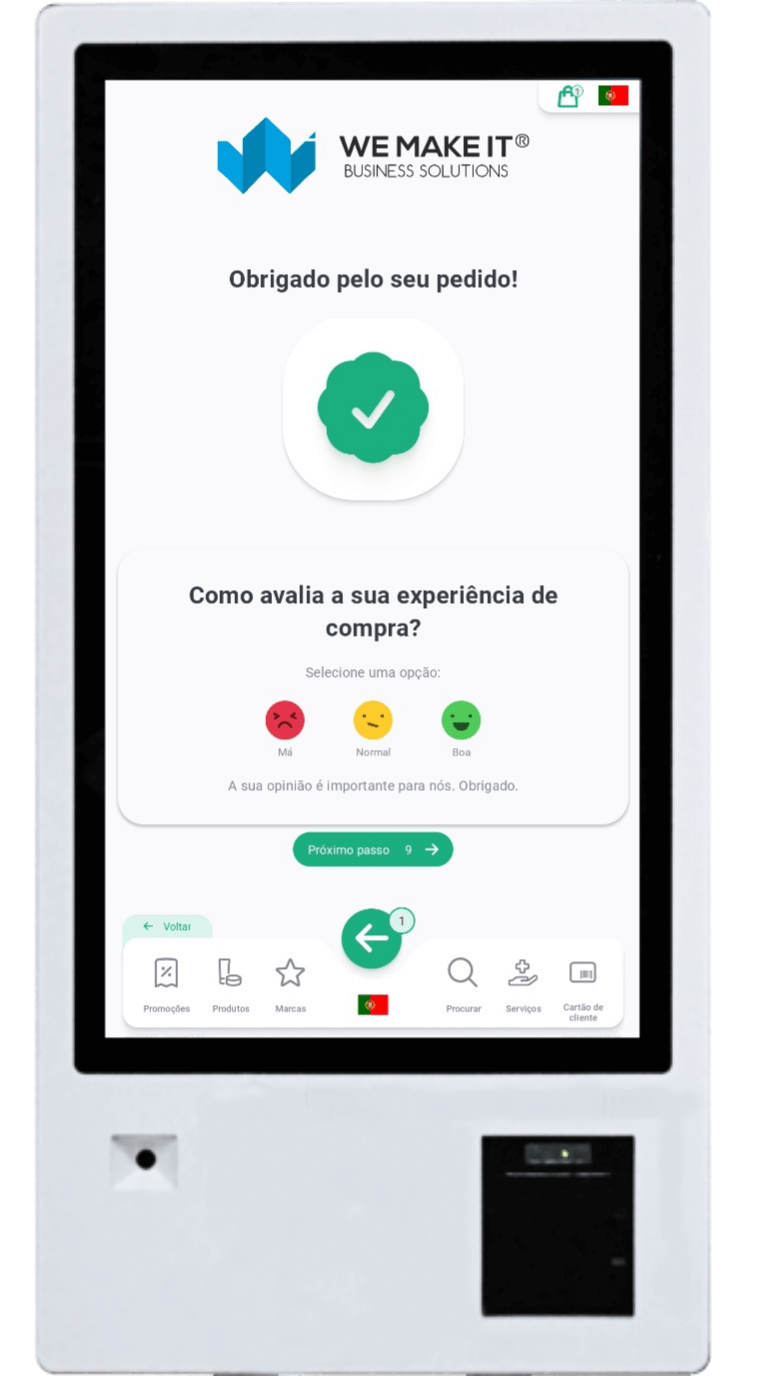 1
WE MAKE IT®
BUSINESS SOLUTIONS
Obrigado pelo seu pedido!
Como avalia a sua experiência de
compra?
Selecione uma opção:
Má Normal Boa
A sua opinião é importante para nós. Obrigado.
Próximo passo 9 →
← Voltar
1
Promoções Produtos Marcas Procurar Serviços Cartão de
cliente